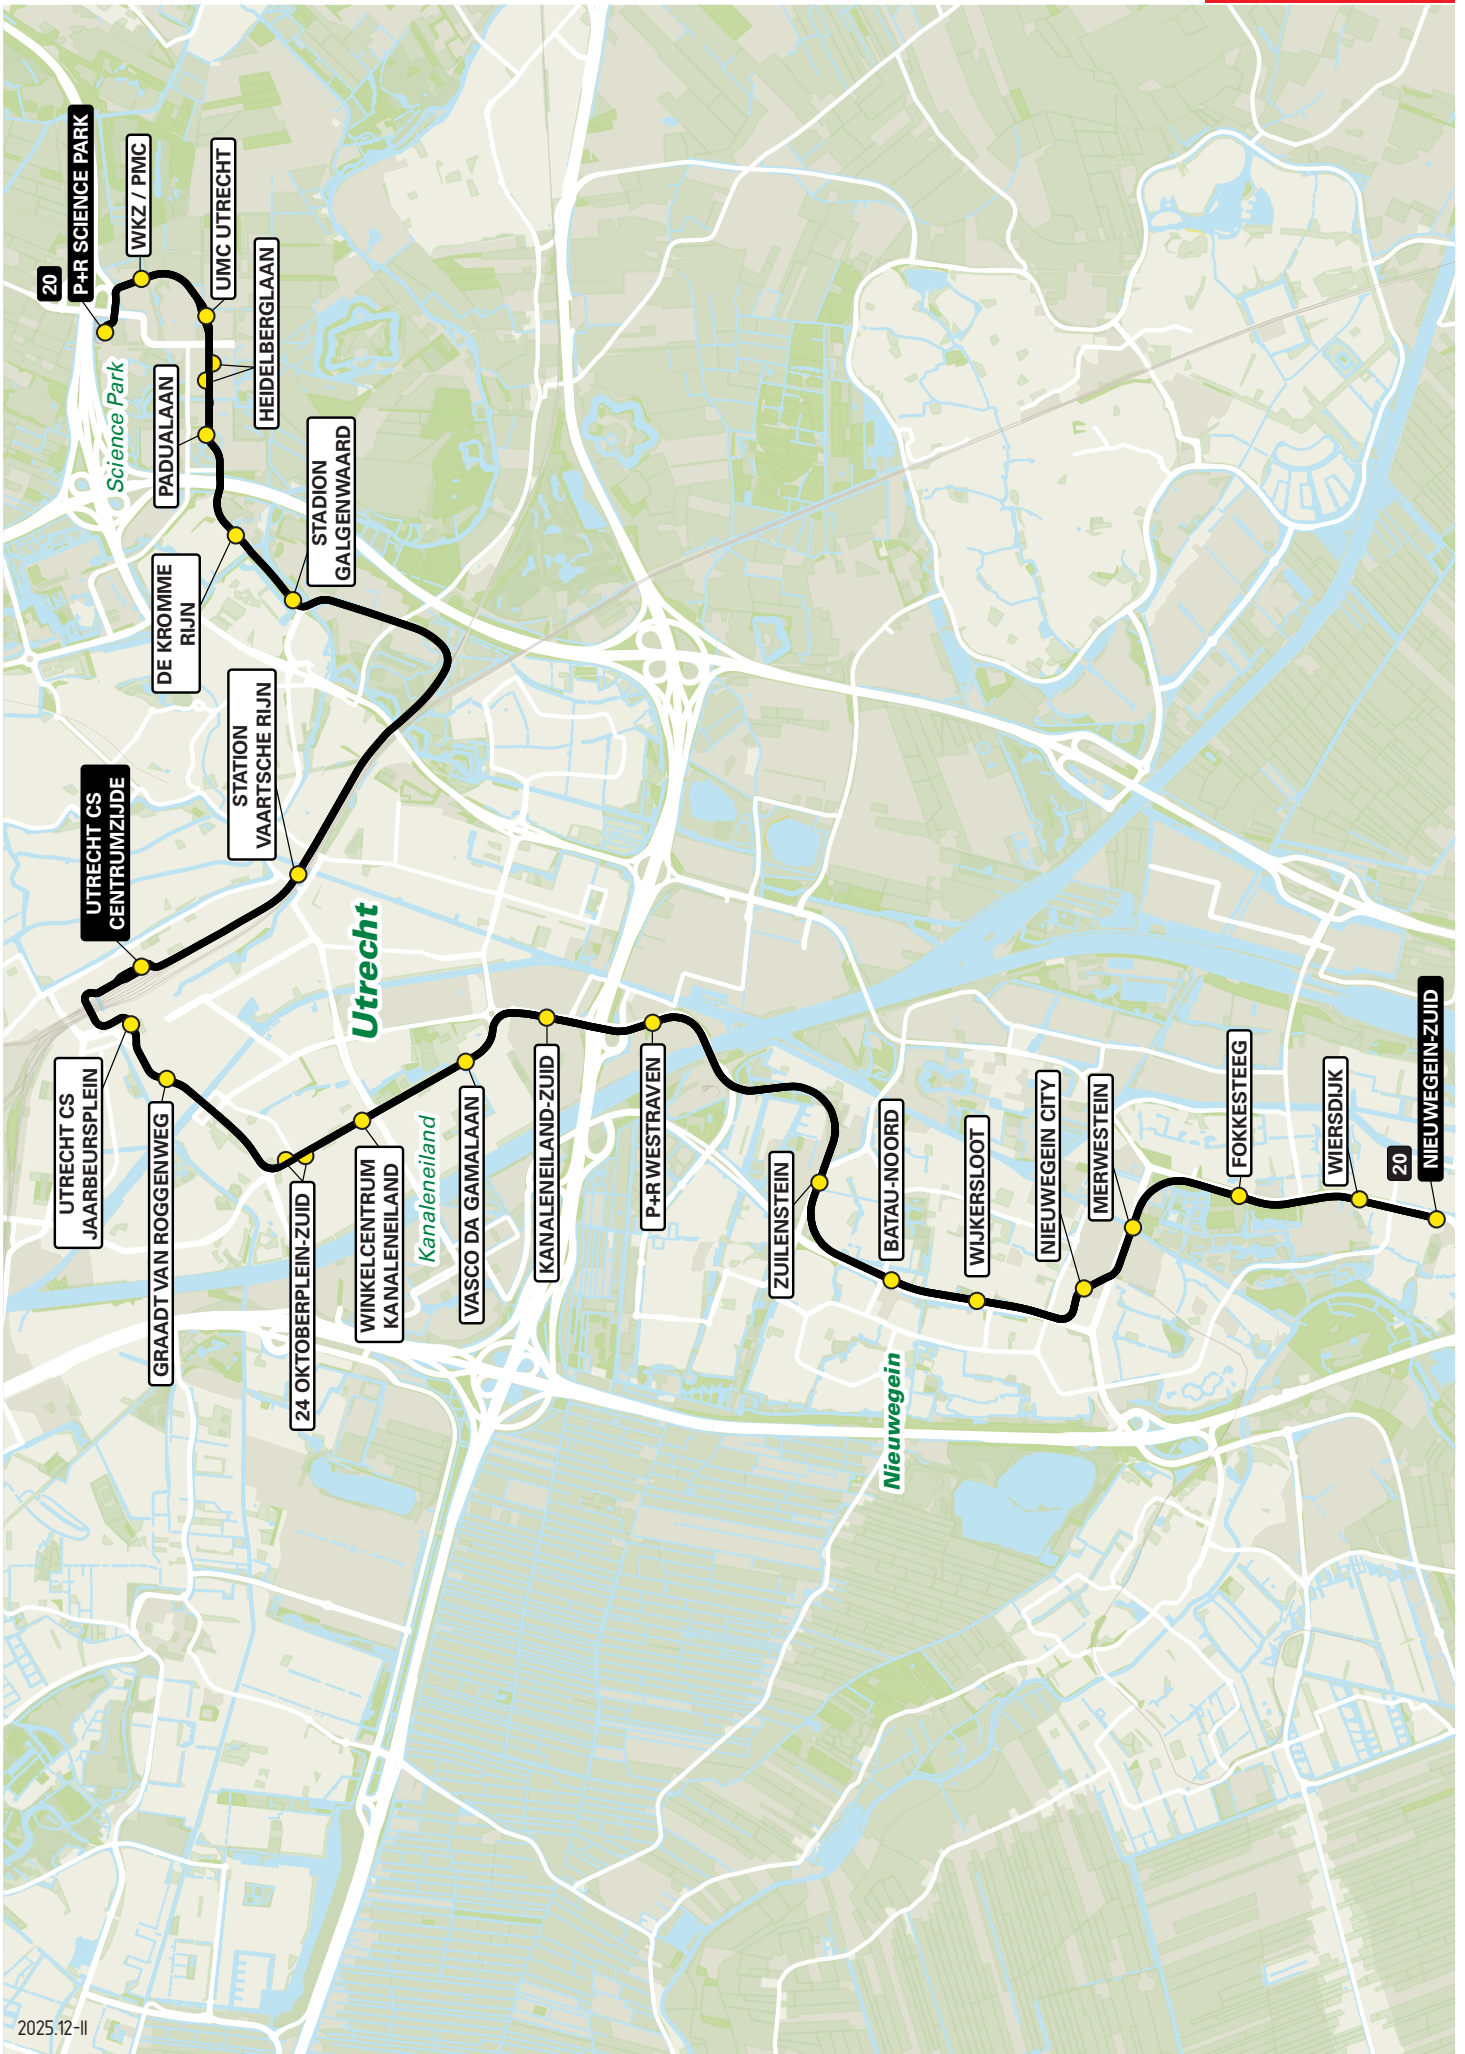 20
P+R SCIENCE PARK
WKZ / PMC
UMC UTRECHT
HEIDELBERGLAAN
Science Park
PADUALAAN
STADION
GALGENWAARD
DE KROMME
RIJN
STATION
VAARTSCHE RIJN
UTRECHT CS
CENTRUMZIJDE
Utrecht
UTRECHT CS
JAARBEURSPLEIN
GRAADT VAN ROGGENWEG
24 OKTOBERPLEIN-ZUID
WINKELCENTRUM
KANALENEILAND
Kanaleneiland
VASCO DA GAMALAAN
KANALENEILAND-ZUID
P+R WESTRAVEN
ZUILENSTEIN
BATAU-NOORD
WIJKERSLOOT
NIEUWEGEIN CITY
MERWESTEIN
FOKKESTEEG
WIERSDIJK
20
NIEUWEGEIN-ZUID
Nieuwegein
2025.12-II